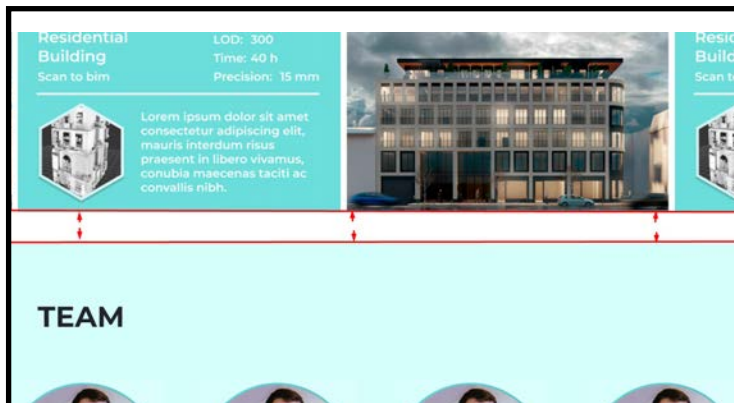 Residential
Building
Scan to bim
LOD: 300
Time: 40 h
Precision: 15 mm
Lorem ipsum dolor sit amet
consectetur adipiscing elit,
mauris interdum risus
praesent in libero vivamus,
conubia maecenas taciti ac
convallis nibh.
TEAM